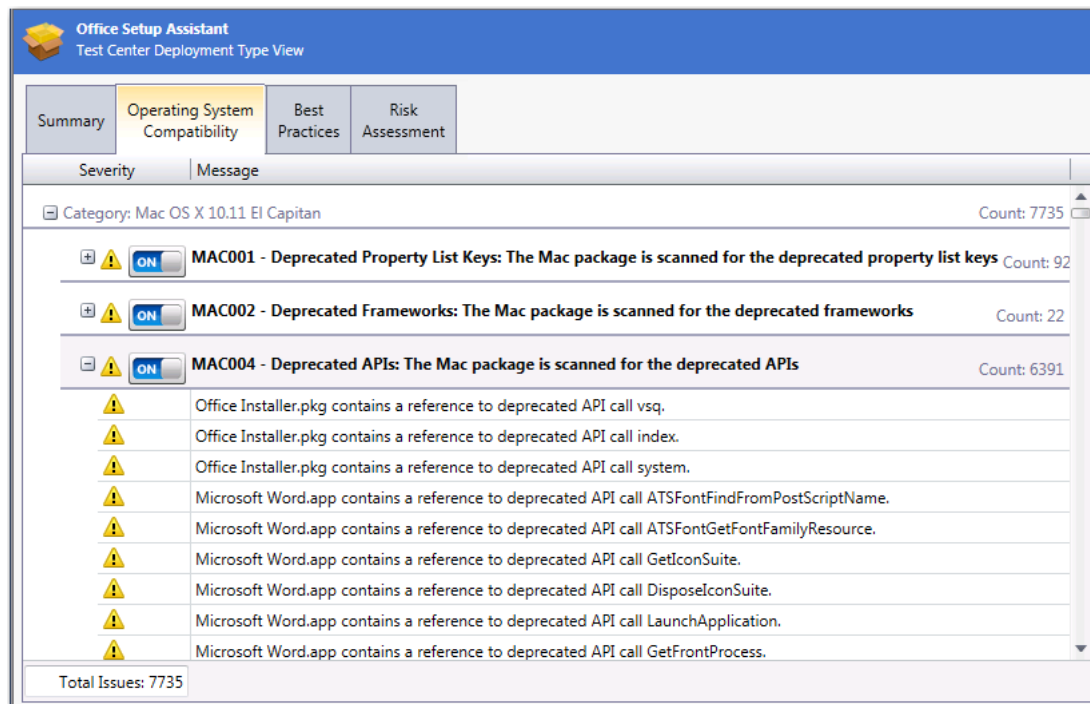 Office Setup Assistant
Test Center Deployment Type View
Summary
Operating System
Compatibility
Best
Practices
Risk
Assessment
Severity Message
Category: Mac OS X 10.11 El Capitan Count: 7735
ON MAC001 - Deprecated Property List Keys: The Mac package is scanned for the deprecated property list keys Count: 92
ON MAC002 - Deprecated Frameworks: The Mac package is scanned for the deprecated frameworks Count: 22
ON MAC004 - Deprecated APIs: The Mac package is scanned for the deprecated APIs Count: 6391
Office Installer.pkg contains a reference to deprecated API call vsq.
Office Installer.pkg contains a reference to deprecated API call index.
Office Installer.pkg contains a reference to deprecated API call system.
Microsoft Word.app contains a reference to deprecated API call ATSFontFindFromPostScriptName.
Microsoft Word.app contains a reference to deprecated API call ATSFontGetFontFamilyResource.
Microsoft Word.app contains a reference to deprecated API call GetIconSuite.
Microsoft Word.app contains a reference to deprecated API call DisposeIconSuite.
Microsoft Word.app contains a reference to deprecated API call LaunchApplication.
Microsoft Word.app contains a reference to deprecated API call GetFrontProcess.
Total Issues: 7735